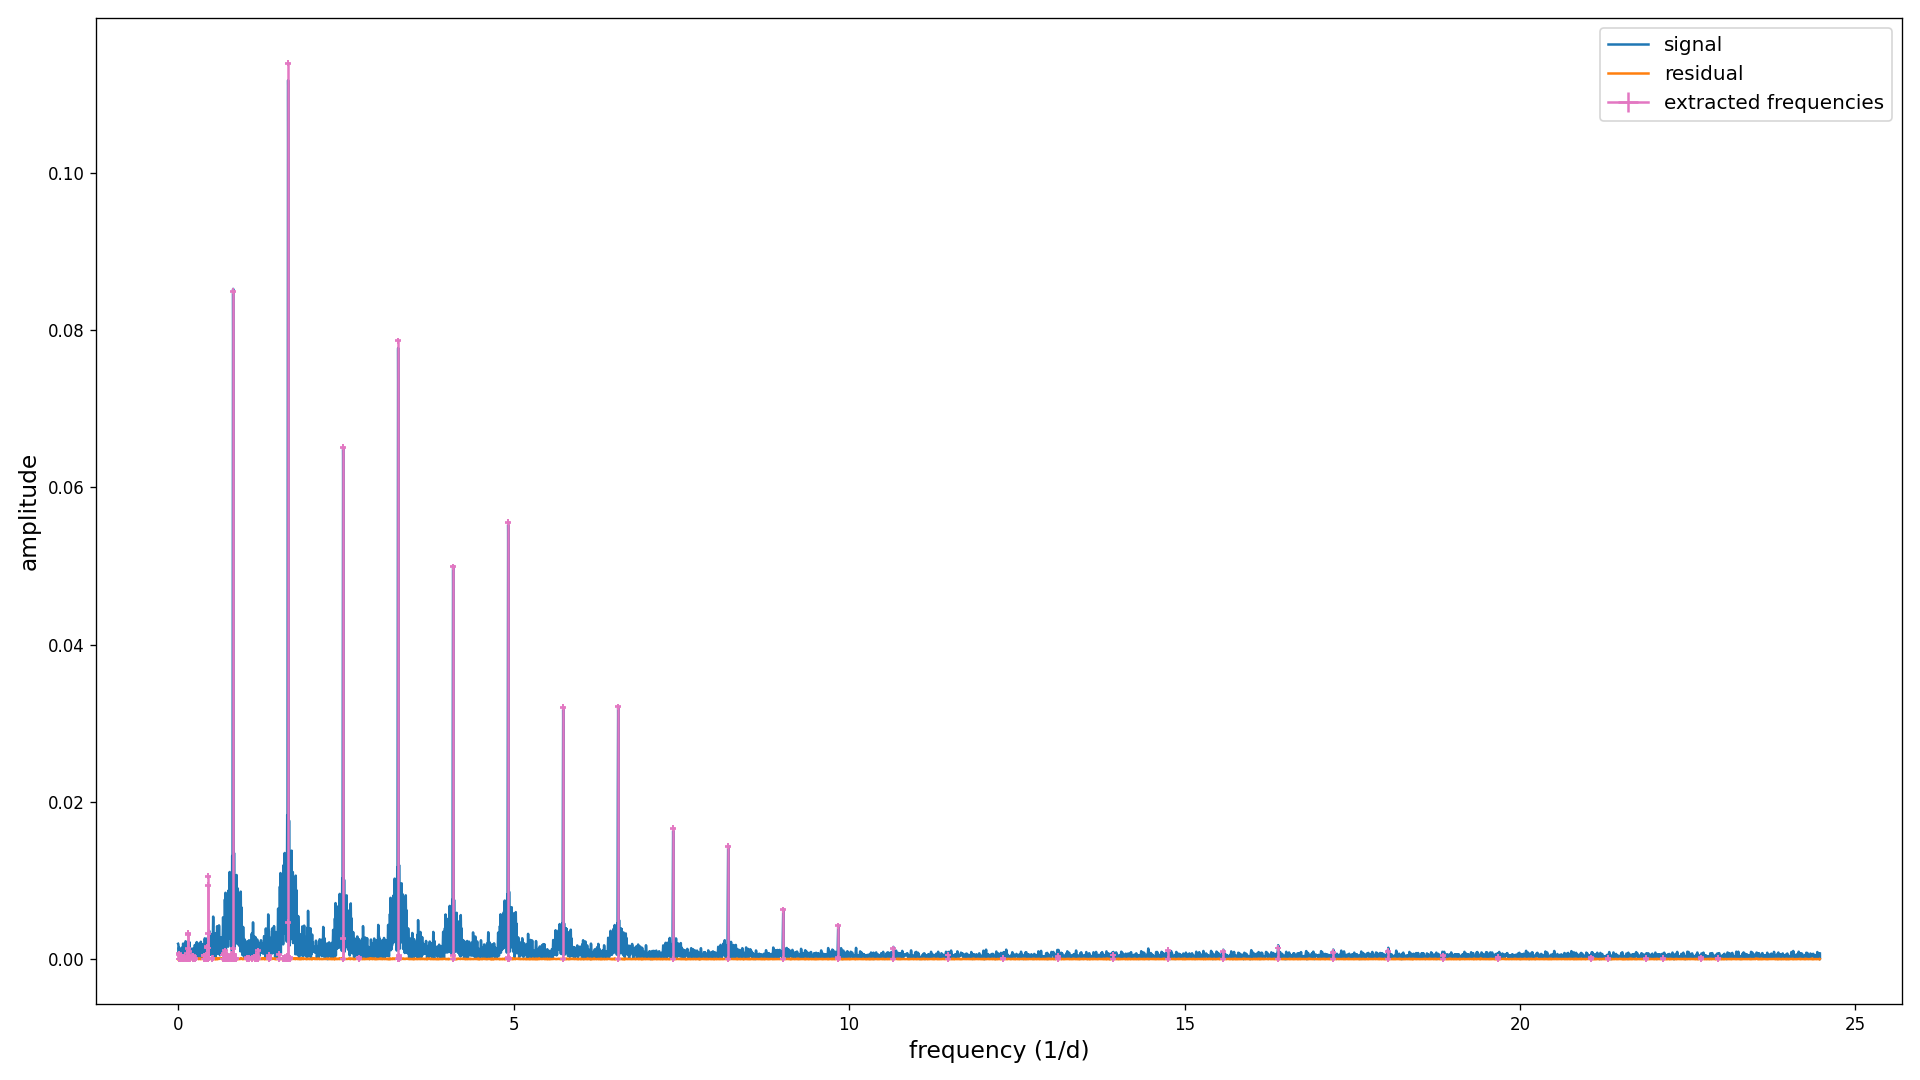 signal
residual
extracted frequencies
amplitude
0.10
0.08
0.06
0.04
0.02
0.00
0 5 10 15 20 25
frequency (1/d)